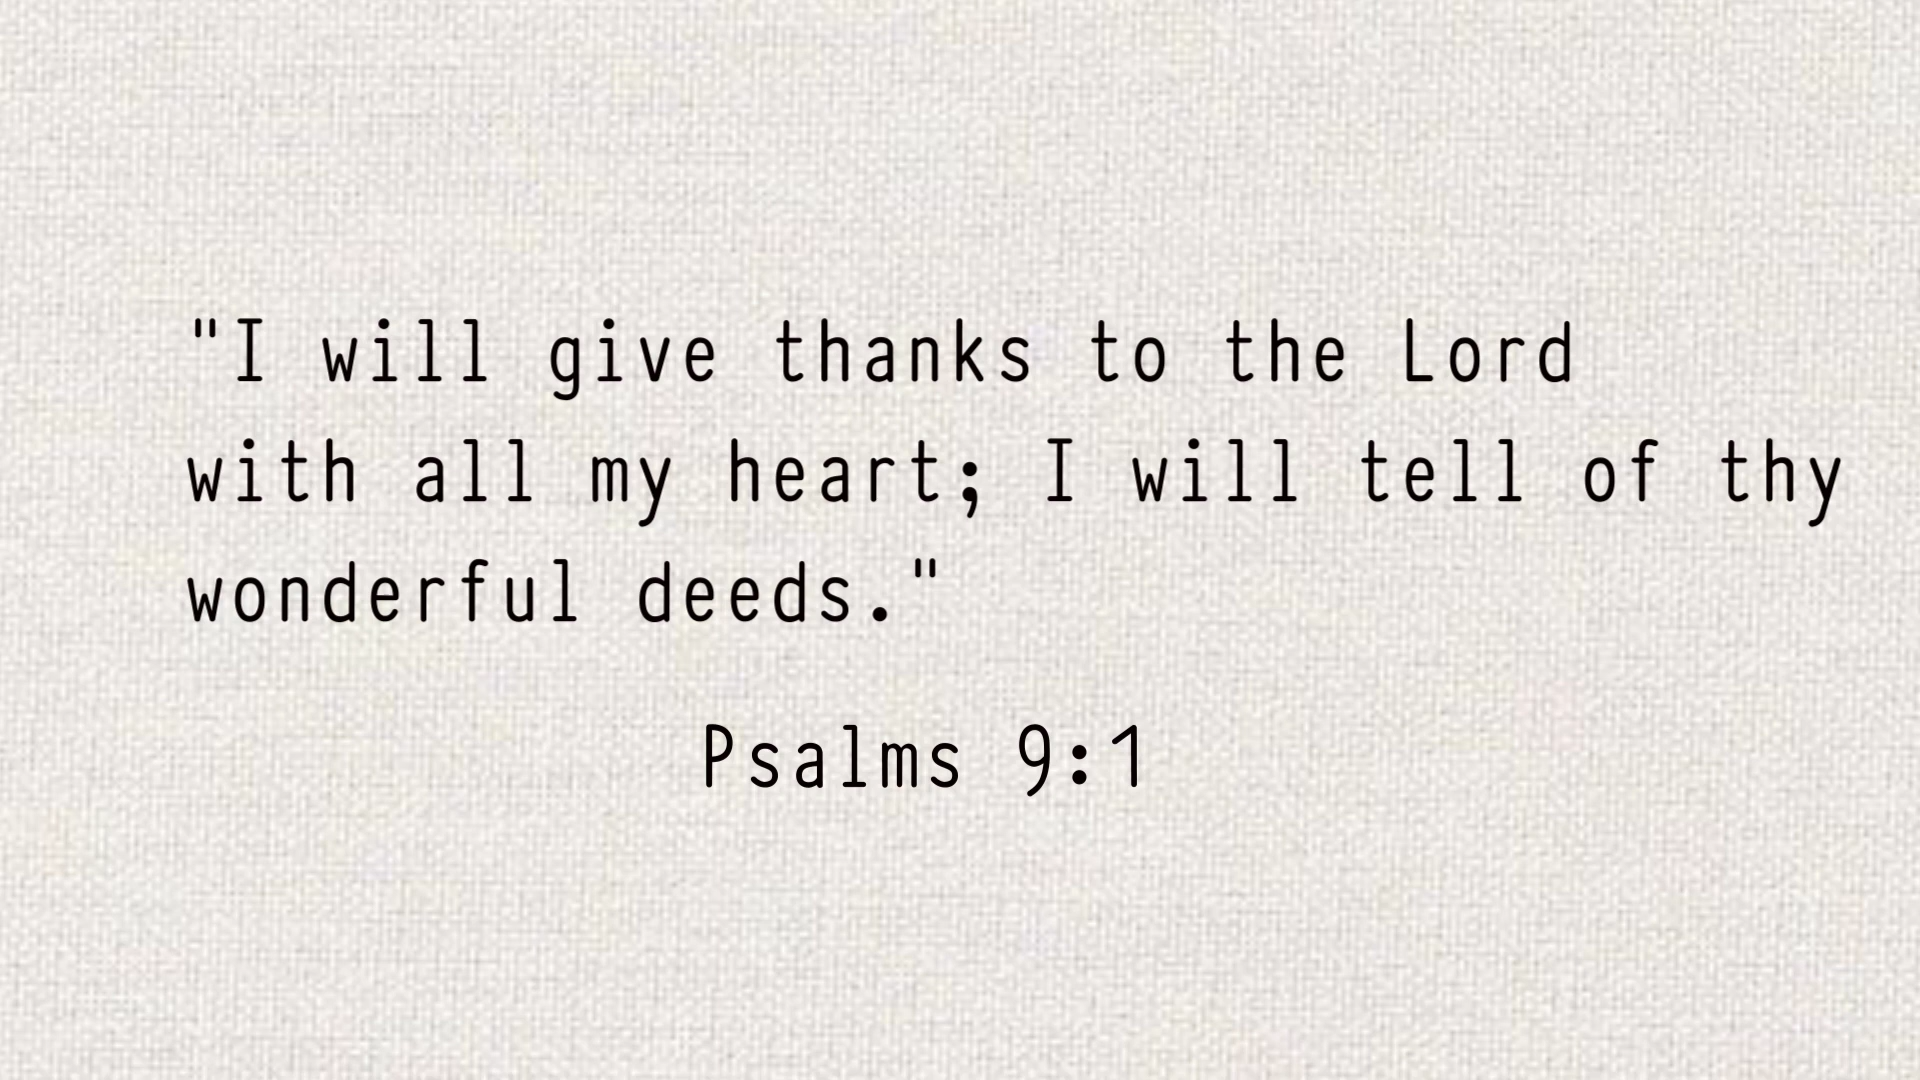 "I will give thanks to the Lord
with all my heart; I will tell of thy
wonderful deeds."
Psalms 9:1